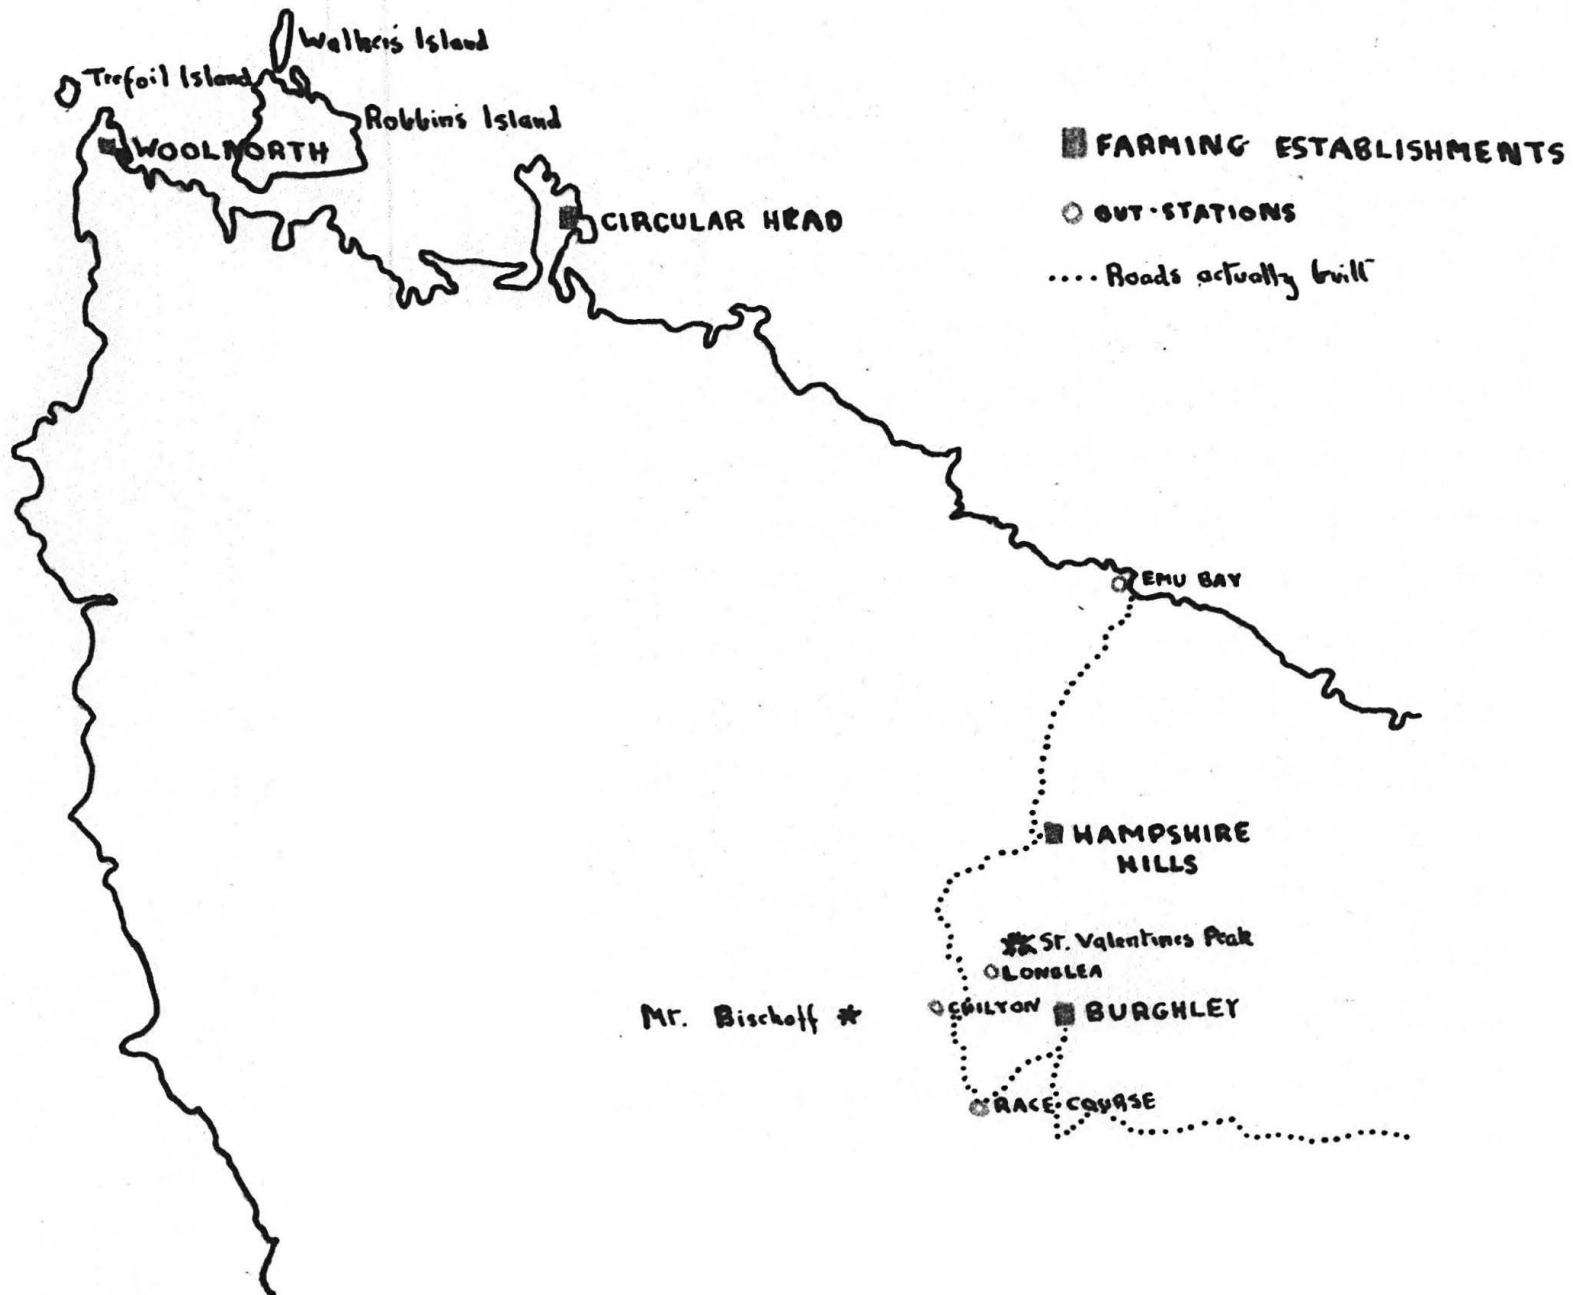 Walkers Island
Trefoil Island
Robbins Island
WOOLNORTH
FARMING ESTABLISHMENTS
CIRCULAR HEAD
OUT-STATIONS
.... Roads actually built
EMU BAY
HAMPSHIRE
HILLS
St. Valentines Peak
LONGLEA
Mt. Bischoff *
CHILTON
BURGHLEY
RACE COURSE